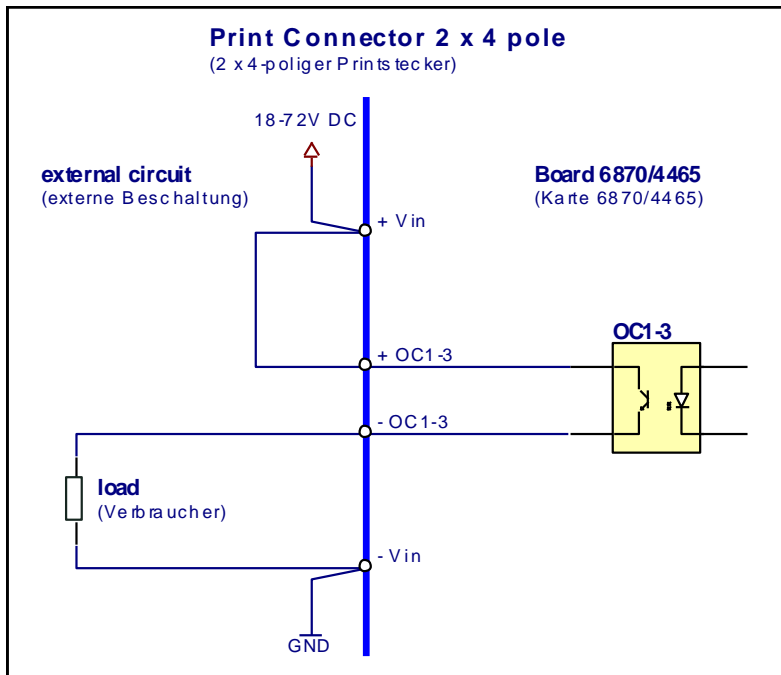 Print Connector 2 x 4 pole
(2 x 4-poliger Printstecker)
18-72V DC
external circuit
(externe Beschaltung)
Board 6870/4465
(Karte 6870/4465)
+ Vin
OC1-3
+ OC1-3
- OC1-3
load
(Verbraucher)
- Vin
GND